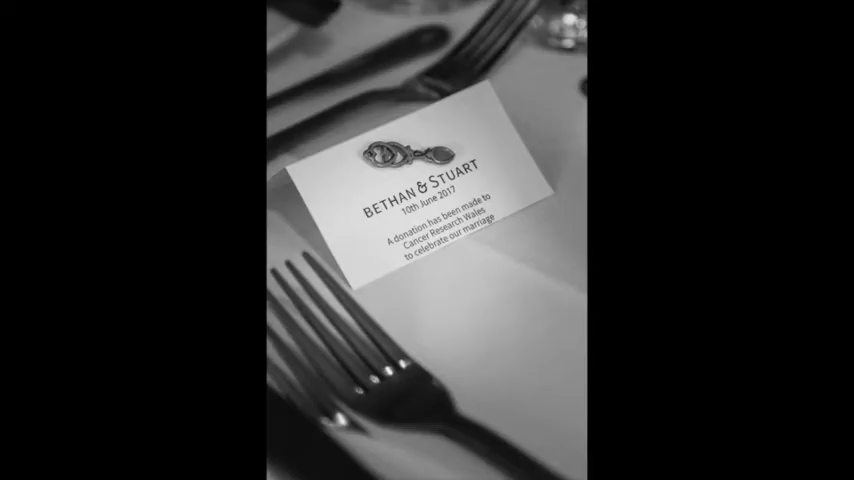 BETHAN & STUART
10th June 2017
A donation has been made to
Cancer Research Wales
to celebrate our marriage